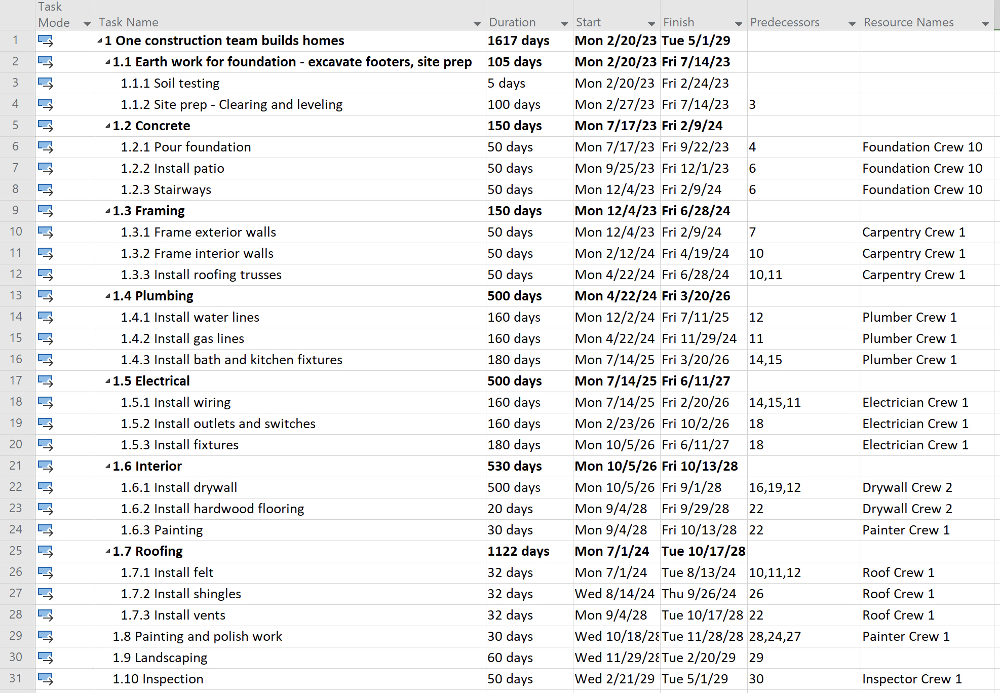 Task Mode Task Name Duration Start Finish Predecessors Resource Names
1 1 One construction team builds homes 1617 days Mon 2/20/23 Tue 5/1/29
2 1.1 Earth work for foundation - excavate footers, site prep 105 days Mon 2/20/23 Fri 7/14/23
3 1.1.1 Soil testing 5 days Mon 2/20/23 Fri 2/24/23
4 1.1.2 Site prep - Clearing and leveling 100 days Mon 2/27/23 Fri 7/14/23 3
5 1.2 Concrete 150 days Mon 7/17/23 Fri 2/9/24
6 1.2.1 Pour foundation 50 days Mon 7/17/23 Fri 9/22/23 4 Foundation Crew 10
7 1.2.2 Install patio 50 days Mon 9/25/23 Fri 12/1/23 6 Foundation Crew 10
8 1.2.3 Stairways 50 days Mon 12/4/23 Fri 2/9/24 6 Foundation Crew 10
9 1.3 Framing 150 days Mon 12/4/23 Fri 6/28/24
10 1.3.1 Frame exterior walls 50 days Mon 12/4/23 Fri 2/9/24 7 Carpentry Crew 1
11 1.3.2 Frame interior walls 50 days Mon 2/12/24 Fri 4/19/24 10 Carpentry Crew 1
12 1.3.3 Install roofing trusses 50 days Mon 4/22/24 Fri 6/28/24 10,11 Carpentry Crew 1
13 1.4 Plumbing 500 days Mon 4/22/24 Fri 3/20/26
14 1.4.1 Install water lines 160 days Mon 12/2/24 Fri 7/11/25 12 Plumber Crew 1
15 1.4.2 Install gas lines 160 days Mon 4/22/24 Fri 11/29/24 11 Plumber Crew 1
16 1.4.3 Install bath and kitchen fixtures 180 days Mon 7/14/25 Fri 3/20/26 14,15 Plumber Crew 1
17 1.5 Electrical 500 days Mon 7/14/25 Fri 6/11/27
18 1.5.1 Install wiring 160 days Mon 7/14/25 Fri 2/20/26 14,15,11 Electrician Crew 1
19 1.5.2 Install outlets and switches 160 days Mon 2/23/26 Fri 10/2/26 18 Electrician Crew 1
20 1.5.3 Install fixtures 180 days Mon 10/5/26 Fri 6/11/27 18 Electrician Crew 1
21 1.6 Interior 530 days Mon 10/5/26 Fri 10/13/28
22 1.6.1 Install drywall 500 days Mon 10/5/26 Fri 9/1/28 16,19,12 Drywall Crew 2
23 1.6.2 Install hardwood flooring 20 days Mon 9/4/28 Fri 9/29/28 22 Drywall Crew 2
24 1.6.3 Painting 30 days Mon 9/4/28 Fri 10/13/28 22 Painter Crew 1
25 1.7 Roofing 1122 days Mon 7/1/24 Tue 10/17/28
26 1.7.1 Install felt 32 days Mon 7/1/24 Tue 8/13/24 10,11,12 Roof Crew 1
27 1.7.2 Install shingles 32 days Wed 8/14/24 Thu 9/26/24 26 Roof Crew 1
28 1.7.3 Install vents 32 days Mon 9/4/28 Tue 10/17/28 22 Roof Crew 1
29 1.8 Painting and polish work 30 days Wed 10/18/28 Tue 11/28/28 28,24,27 Painter Crew 1
30 1.9 Landscaping 60 days Wed 11/29/28 Tue 2/20/29 29
31 1.10 Inspection 50 days Wed 2/21/29 Tue 5/1/29 30 Inspector Crew 1